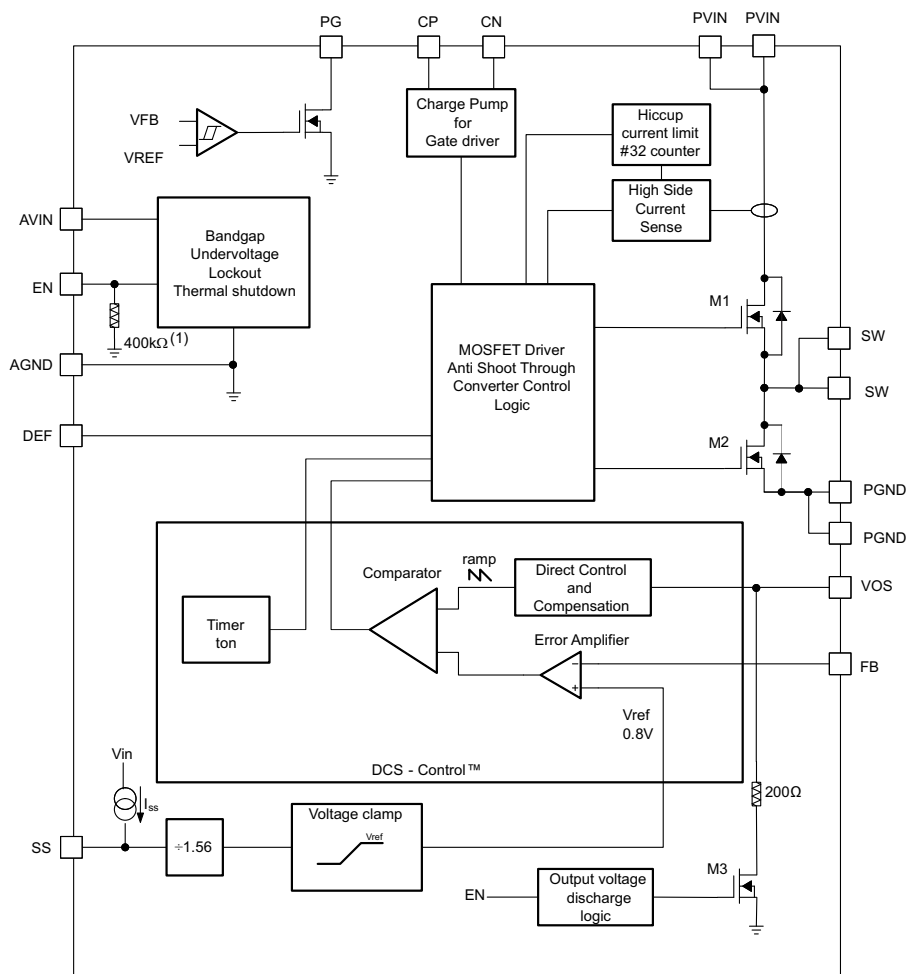 PG
CP
CN
PVIN
PVIN
VFB
VREF
Charge Pump
for
Gate driver
Hiccup
current limit
#32 counter
High Side
Current
Sense
AVIN
EN
AGND
DEF
Bandgap
Undervoltage
Lockout
Thermal shutdown
400kΩ(1)
MOSFET Driver
Anti Shoot Through
Converter Control
Logic
M1
M2
SW
SW
PGND
PGND
VOS
FB
Comparator
ramp
Direct Control
and
Compensation
Timer
ton
Error Amplifier
−
+
Vref
0.8V
DCS - Control™
Vin
Iss
SS
÷1.56
Voltage clamp
Vref
200Ω
M3
EN
Output voltage
discharge
logic